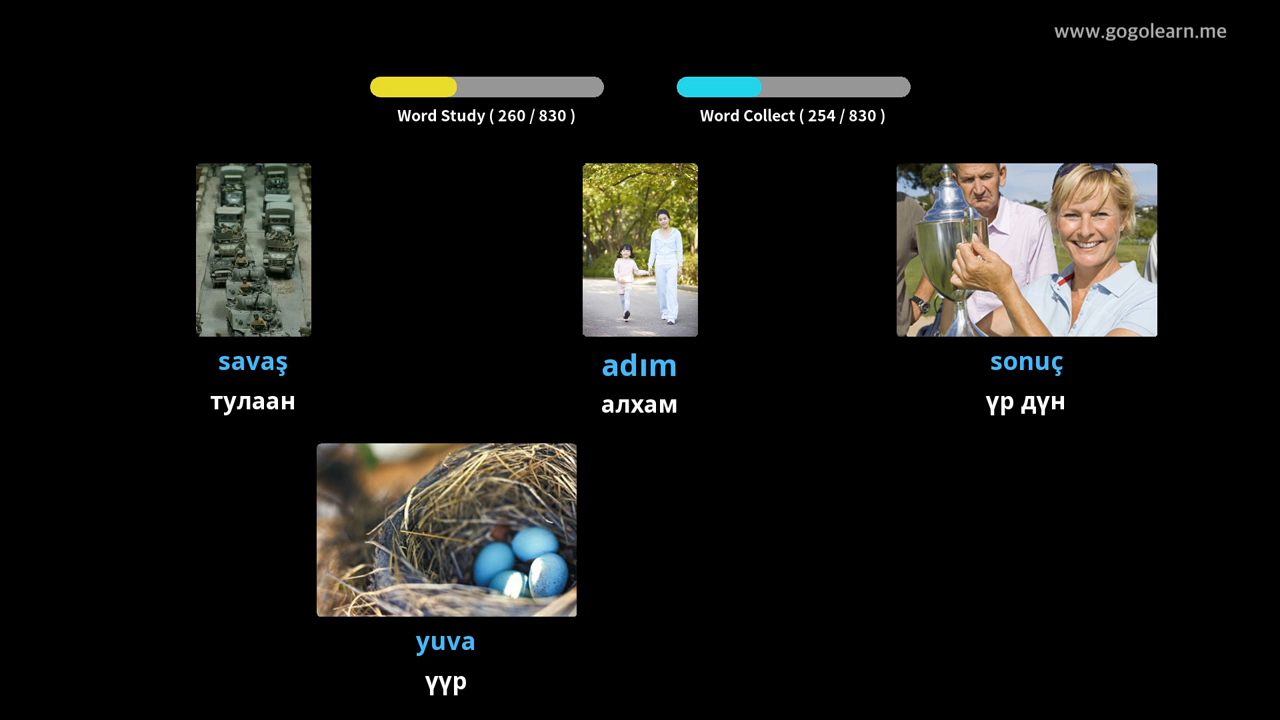 www.gogolearn.me
Word Study ( 260 / 830 )
Word Collect ( 254 / 830 )
savaş
тулаан
adım
алхам
sonuç
үр дүн
yuva
үүр